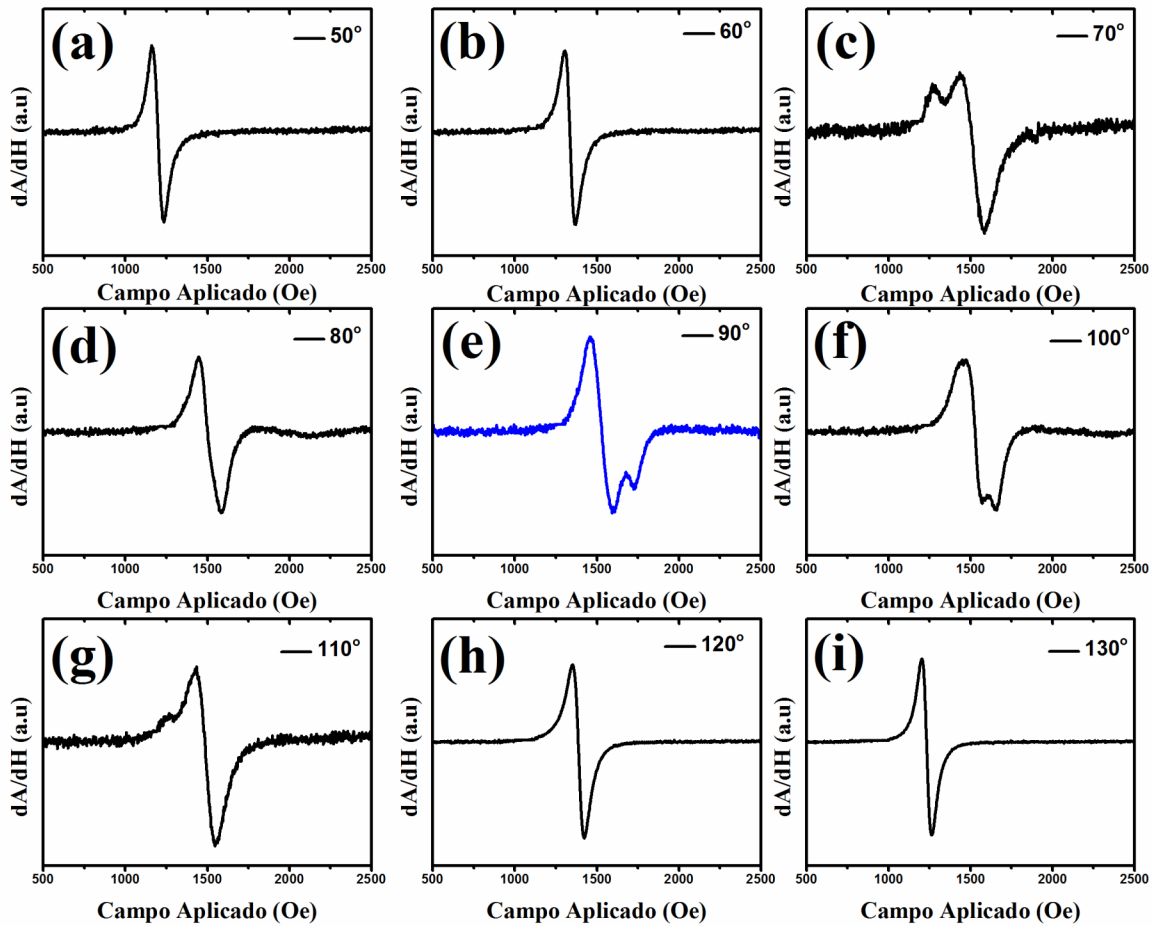 (a)
50°
dA/dH (a.u)
500 1000 1500 2000 2500
Campo Aplicado (Oe)
(b)
60°
dA/dH (a.u)
500 1000 1500 2000 2500
Campo Aplicado (Oe)
(c)
70°
dA/dH (a.u)
500 1000 1500 2000 2500
Campo Aplicado (Oe)
(d)
80°
dA/dH (a.u)
500 1000 1500 2000 2500
Campo Aplicado (Oe)
(e)
90°
dA/dH (a.u)
500 1000 1500 2000 2500
Campo Aplicado (Oe)
(f)
100°
dA/dH (a.u)
500 1000 1500 2000 2500
Campo Aplicado (Oe)
(g)
110°
dA/dH (a.u)
500 1000 1500 2000 2500
Campo Aplicado (Oe)
(h)
120°
dA/dH (a.u)
500 1000 1500 2000 2500
Campo Aplicado (Oe)
(i)
130°
dA/dH (a.u)
500 1000 1500 2000 2500
Campo Aplicado (Oe)